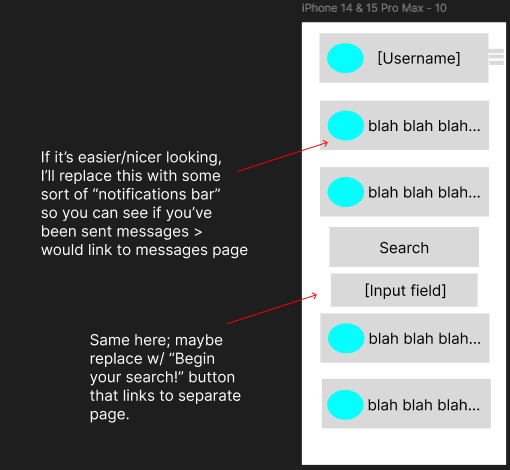 iPhone 14 & 15 Pro Max - 10
[Username]
blah blah blah...
If it’s easier/nicer looking,
I’ll replace this with some
sort of “notifications bar”
so you can see if you’ve
been sent messages >
would link to messages page
blah blah blah...
Search
[Input field]
Same here; maybe
replace w/ “Begin
your search!” button
that links to separate
page.
blah blah blah...
blah blah blah...